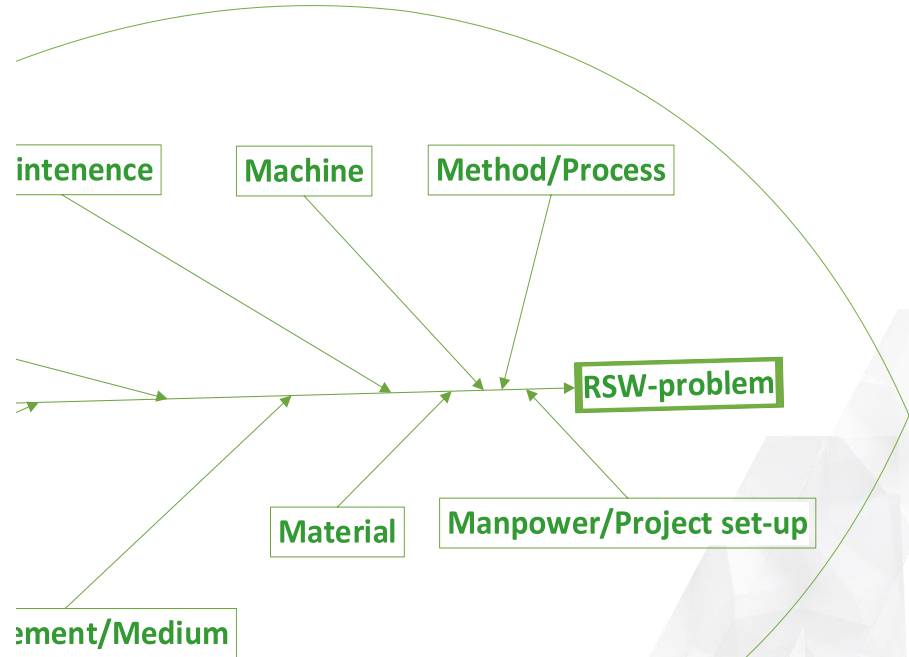 intenence
Machine
Method/Process
RSW-problem
Material
Manpower/Project set-up
ement/Medium